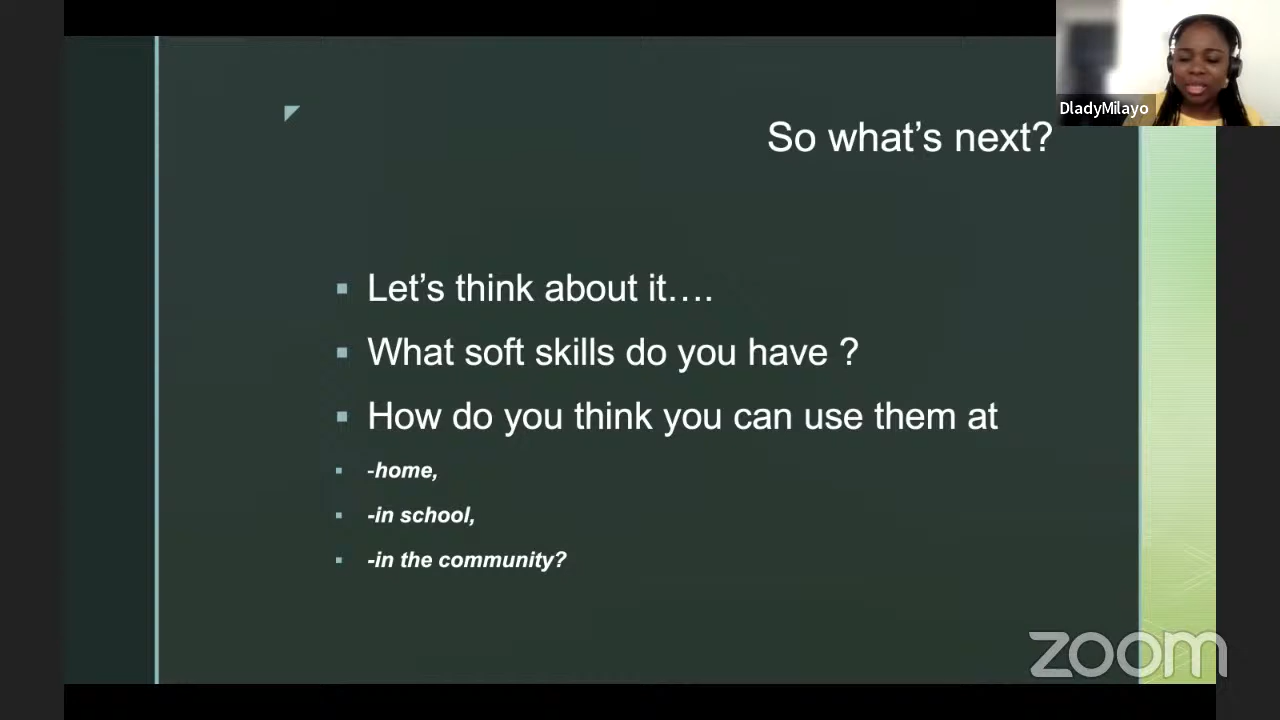 DladyMilayo
So what’s next?
▪ Let’s think about it….
▪ What soft skills do you have ?
▪ How do you think you can use them at
▪ -home,
▪ -in school,
▪ -in the community?
zoom